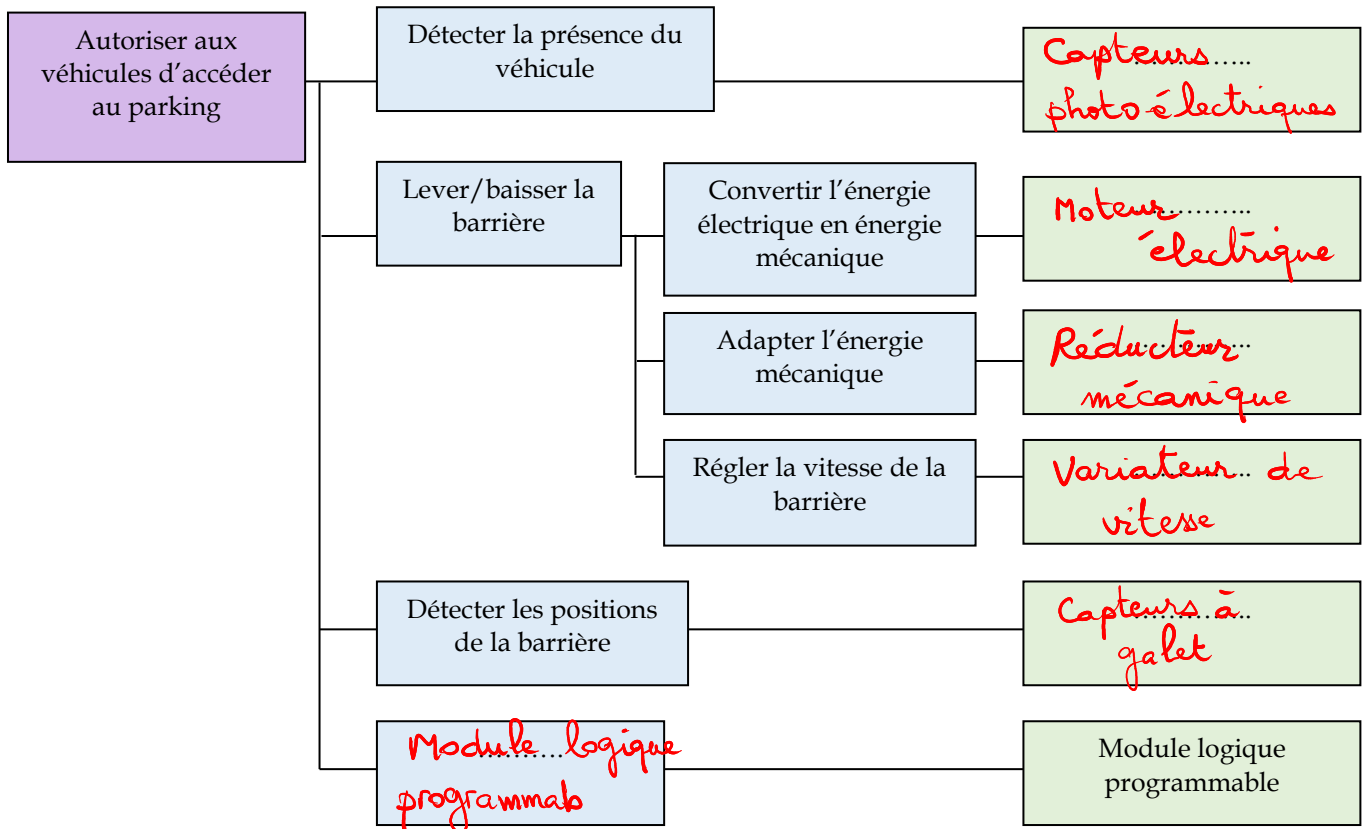 Autoriser aux
véhicules d'accéder
au parking
Détecter la présence du
véhicule
Capteurs
photoélectriques
Lever/baisser la
barrière
Convertir l'énergie
électrique en énergie
mécanique
Moteur
électrique
Adapter l'énergie
mécanique
Réducteur
mécanique
Régler la vitesse de la
barrière
Variateur de
vitesse
Détecter les positions
de la barrière
Capteurs à
galet
Module logique
programmab
Module logique
programmable